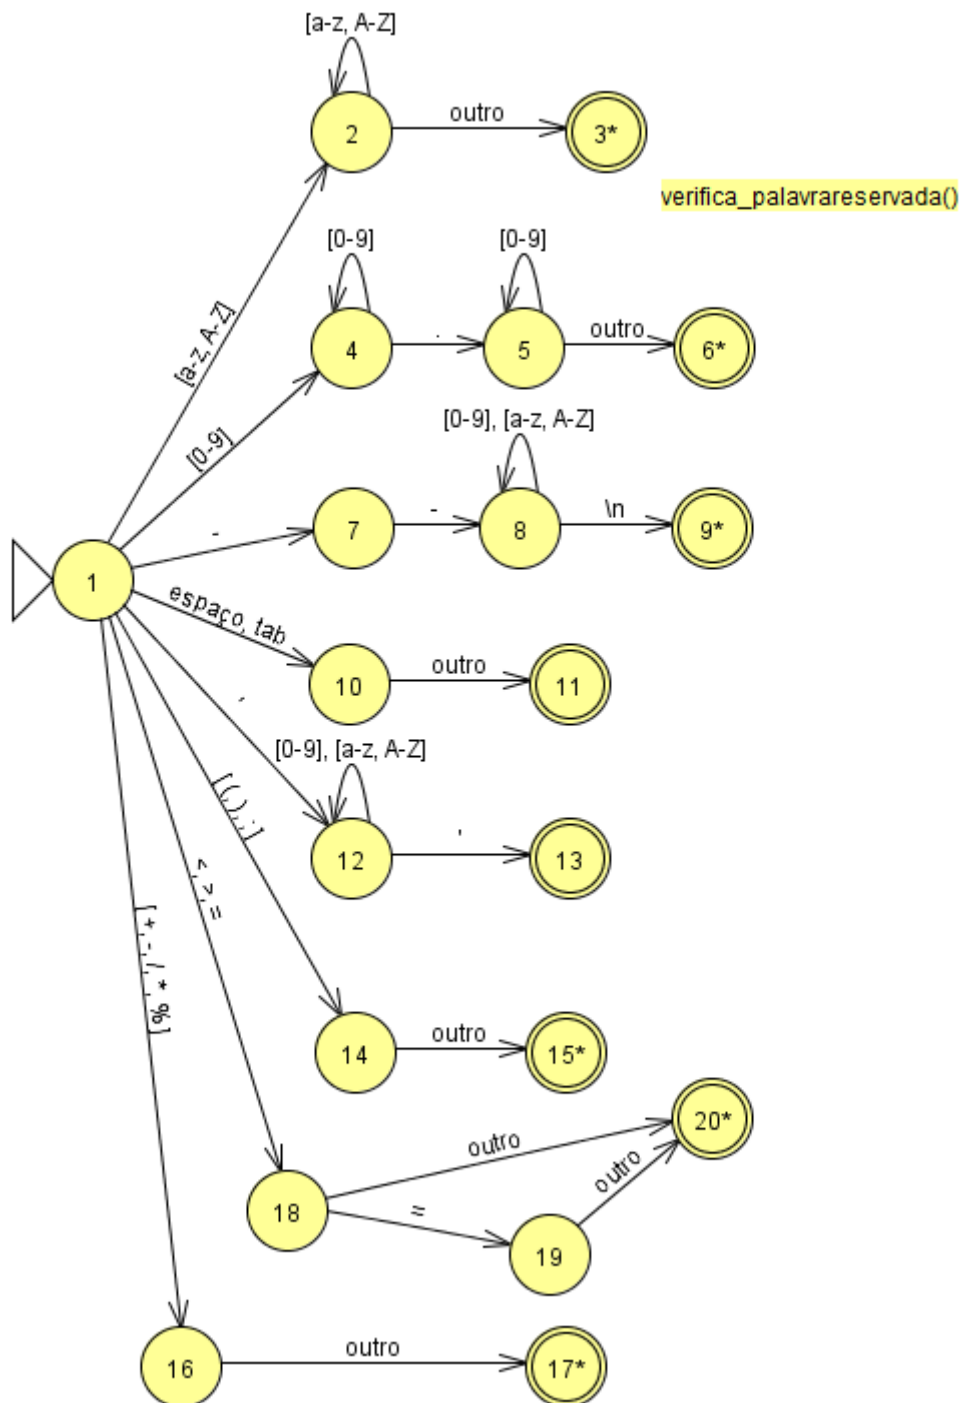 [a-z, A-Z]
2
outro
3*
verifica_palavrareservada()
[a-z, A-Z]
[0-9]
[0-9]
4
.
5
outro
6*
[0-9]
[0-9], [a-z, A-Z]
-
7
-
8
\n
9*
1
espaço, tab
10
outro
11
'
[0-9], [a-z, A-Z]
12
'
13
[ (, ), ; ]
<, >, =
[ +, -, /, *, % ]
14
outro
15*
20*
outro
outro
18
=
19
16
outro
17*